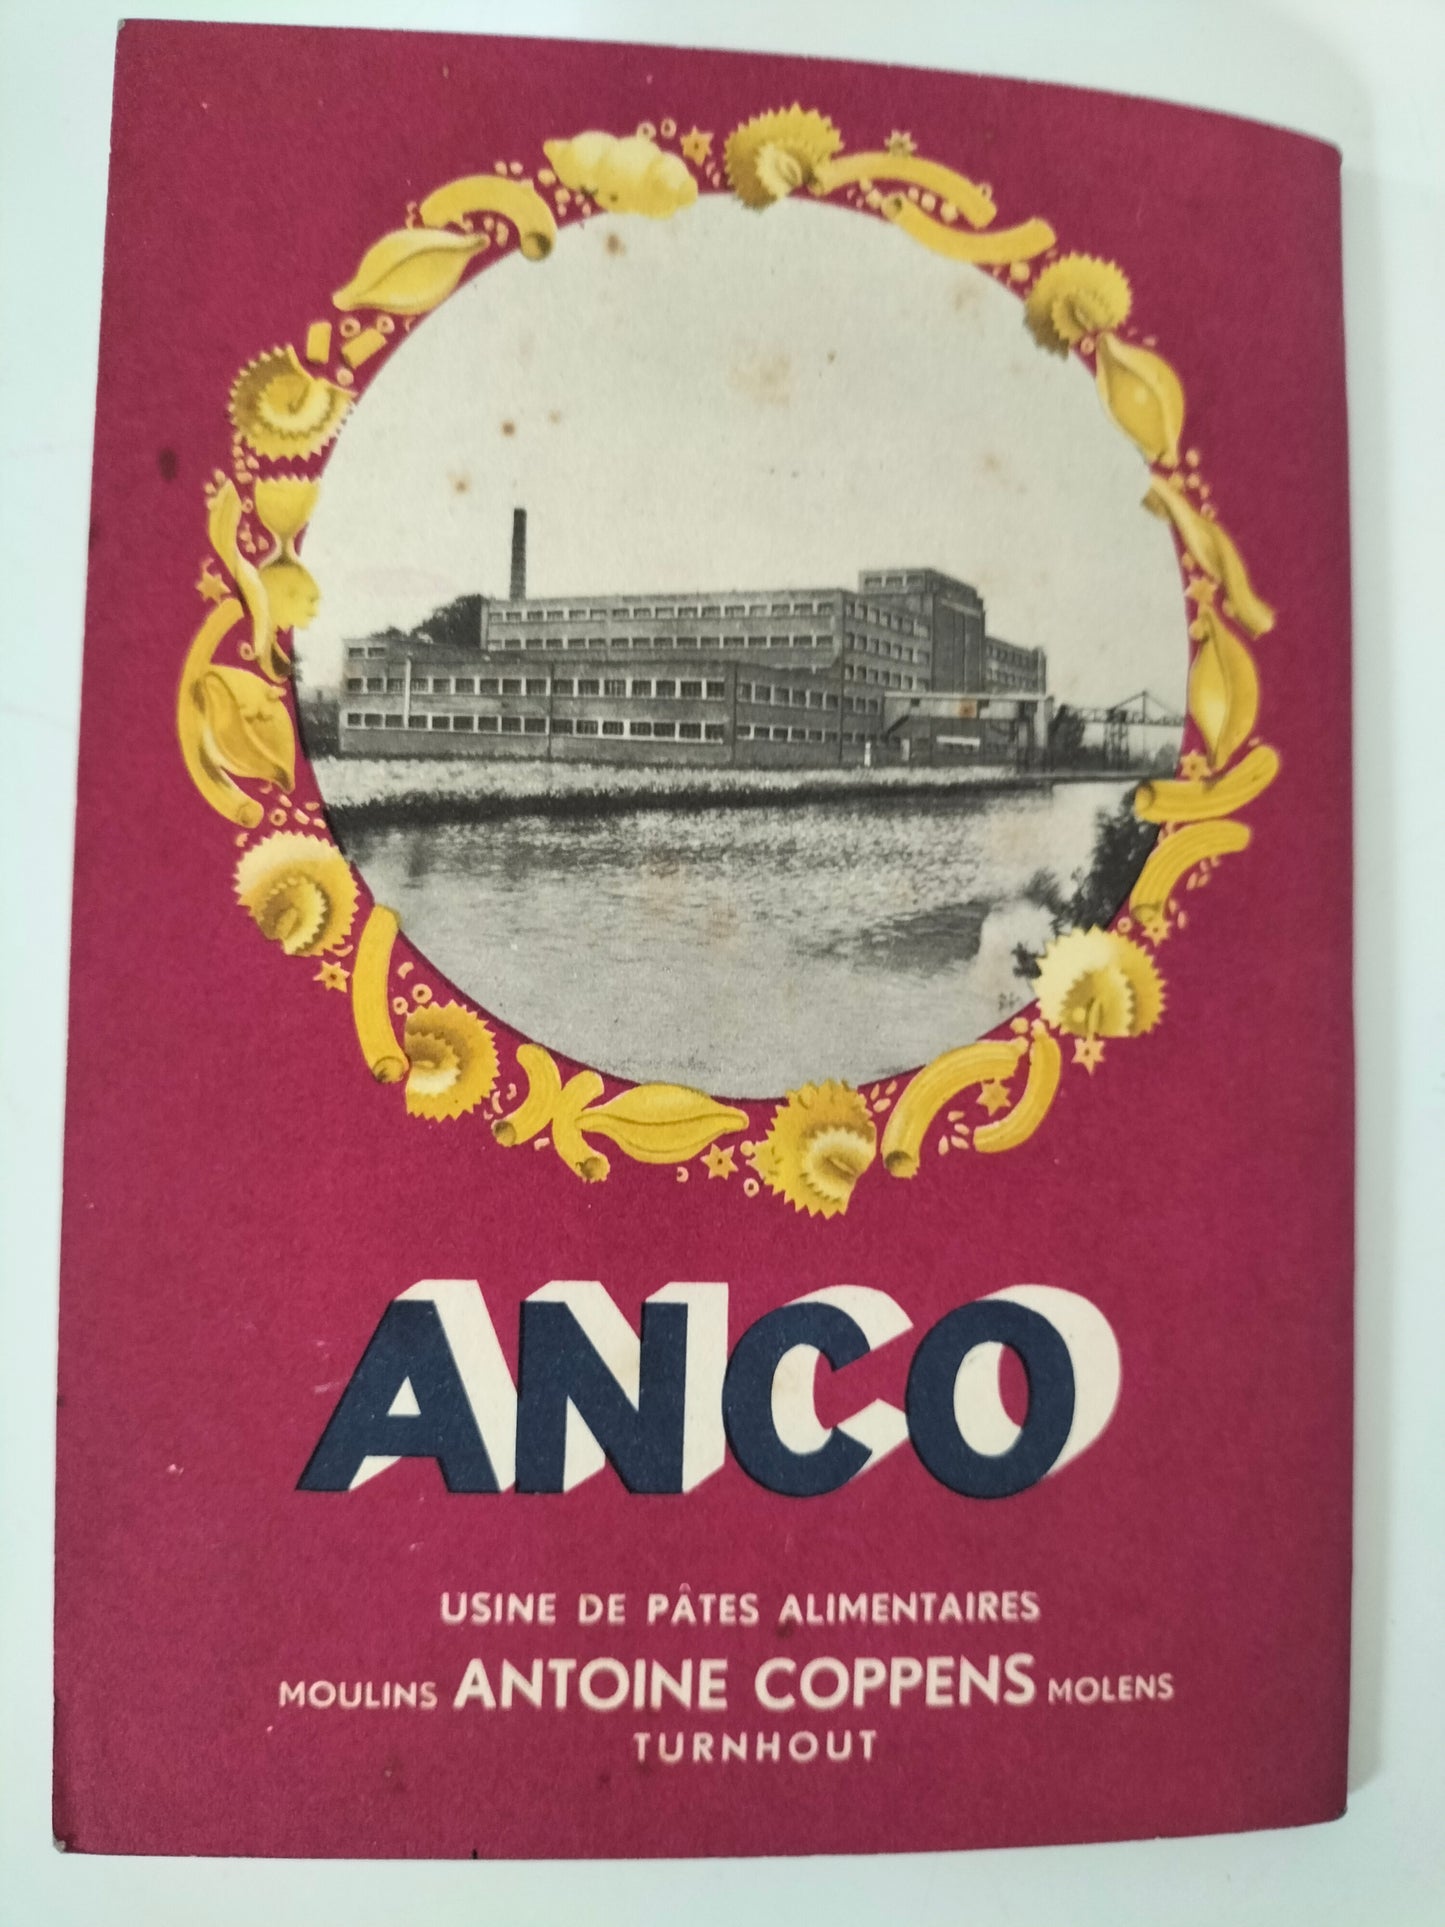 ANCO
USINE DE PÂTES ALIMENTAIRES
MOULINS ANTOINE COPPENS MOLENS
TURNHOUT